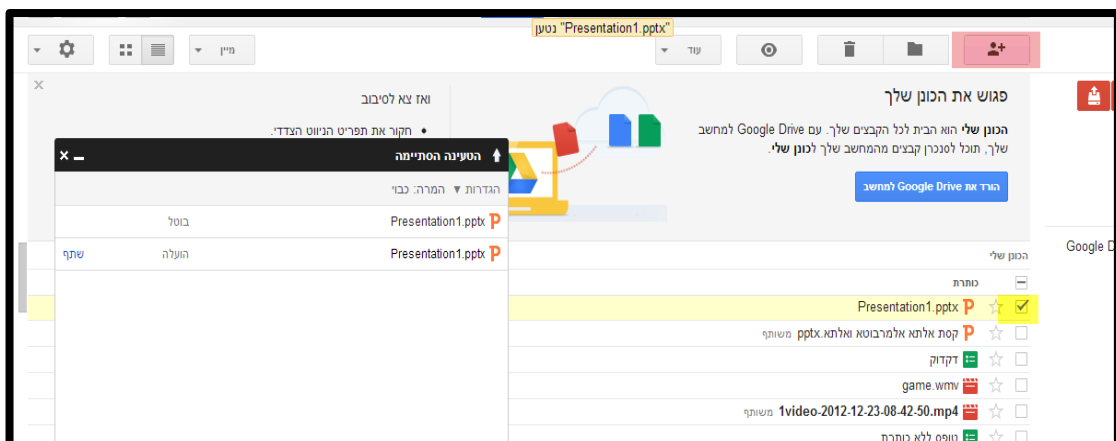 "Presentation1.pptx" נטען
עוד
מיין
פגוש את הכונן שלך
הכונן שלי הוא הבית לכל הקבצים שלך. עם Google Drive למחשב
שלך, תוכל לסנכרן קבצים מהמחשב שלך לכונן שלי.
הורד את Google Drive למחשב
ואז צא לסיבוב
חקור את תפריט הניווט הצדדי.
הטעינה הסתיימה
הגדרות ▼ המרה: כבוי
Presentation1.pptx בוטל
Presentation1.pptx הועלה שתף
Google D
הכונן שלי
כותרת
Presentation1.pptx
קסת אלתא אלמרבוטא ואלתא.pptx משותף
דקדוק
game.wmv
1video-2012-12-23-08-42-50.mp4 משותף
טופס ללא כותרת